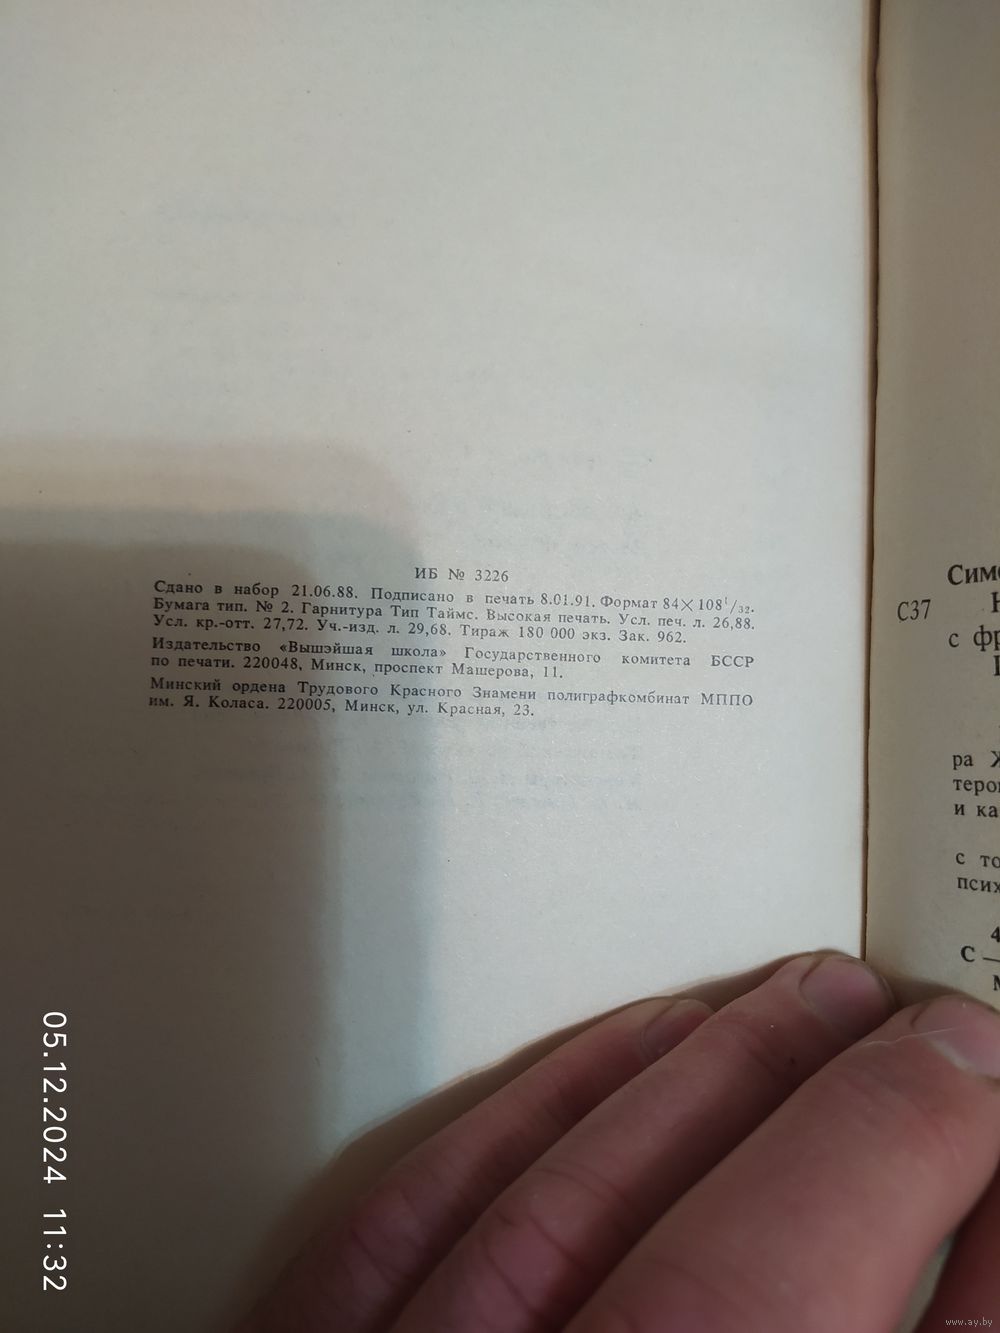 ИБ № 3226
Сдано в набор 21.06.88. Подписано в печать 8.01.91. Формат 84×108¹/₃₂.
Бумага тип. № 2. Гарнитура Тип Таймс. Высокая печать. Усл. печ. л. 26,88.
Усл. кр.-отт. 27,72. Уч.-изд. л. 29,68. Тираж 180 000 экз. Зак. 962.
Издательство «Вышэйшая школа» Государственного комитета БССР
по печати. 220048, Минск, проспект Машерова, 11.
Минский ордена Трудового Красного Знамени полиграфкомбинат МППО
им. Я. Коласа. 220005, Минск, ул. Красная, 23.
С37
с
ра
и
с
С —
05.12.2024 11:32
www.ay.by